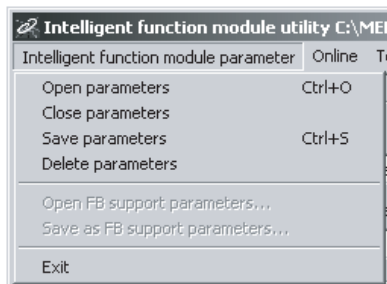 Intelligent function module utility C:\ME
Intelligent function module parameter Online
Open parameters Ctrl+O
Close parameters
Save parameters Ctrl+S
Delete parameters
Open FB support parameters...
Save as FB support parameters...
Exit